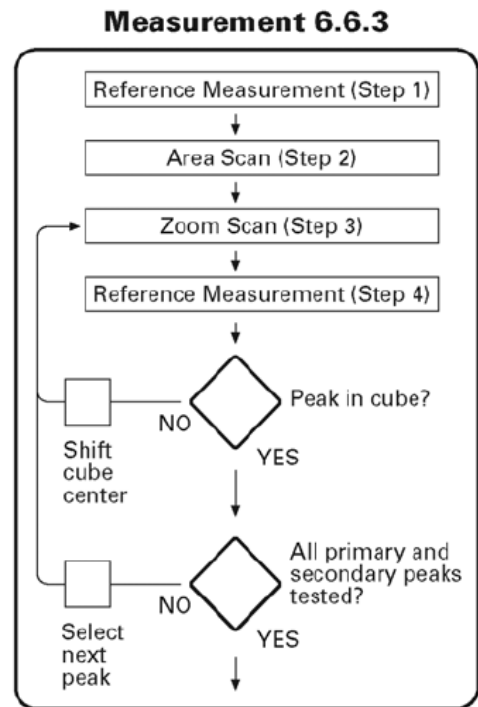 Measurement 6.6.3
Reference Measurement (Step 1)
Area Scan (Step 2)
Zoom Scan (Step 3)
Reference Measurement (Step 4)
Peak in cube?
NO
YES
Shift
cube
center
All primary and
secondary peaks
tested?
NO
YES
Select
next
peak